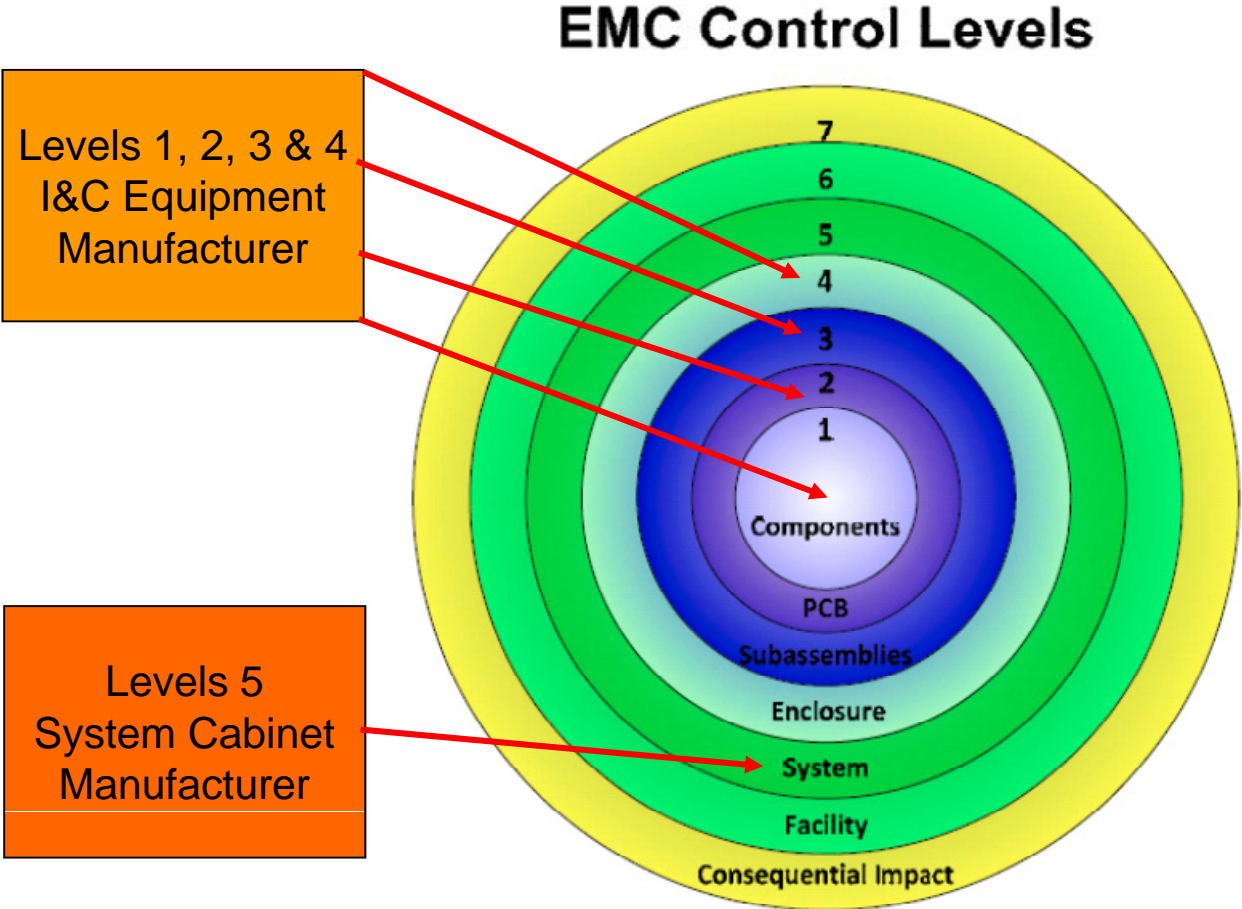 EMC Control Levels
Levels 1, 2, 3 & 4
I&C Equipment
Manufacturer
7
6
5
4
3
2
1
Components
PCB
Subassemblies
Enclosure
System
Facility
Consequential Impact
Levels 5
System Cabinet
Manufacturer